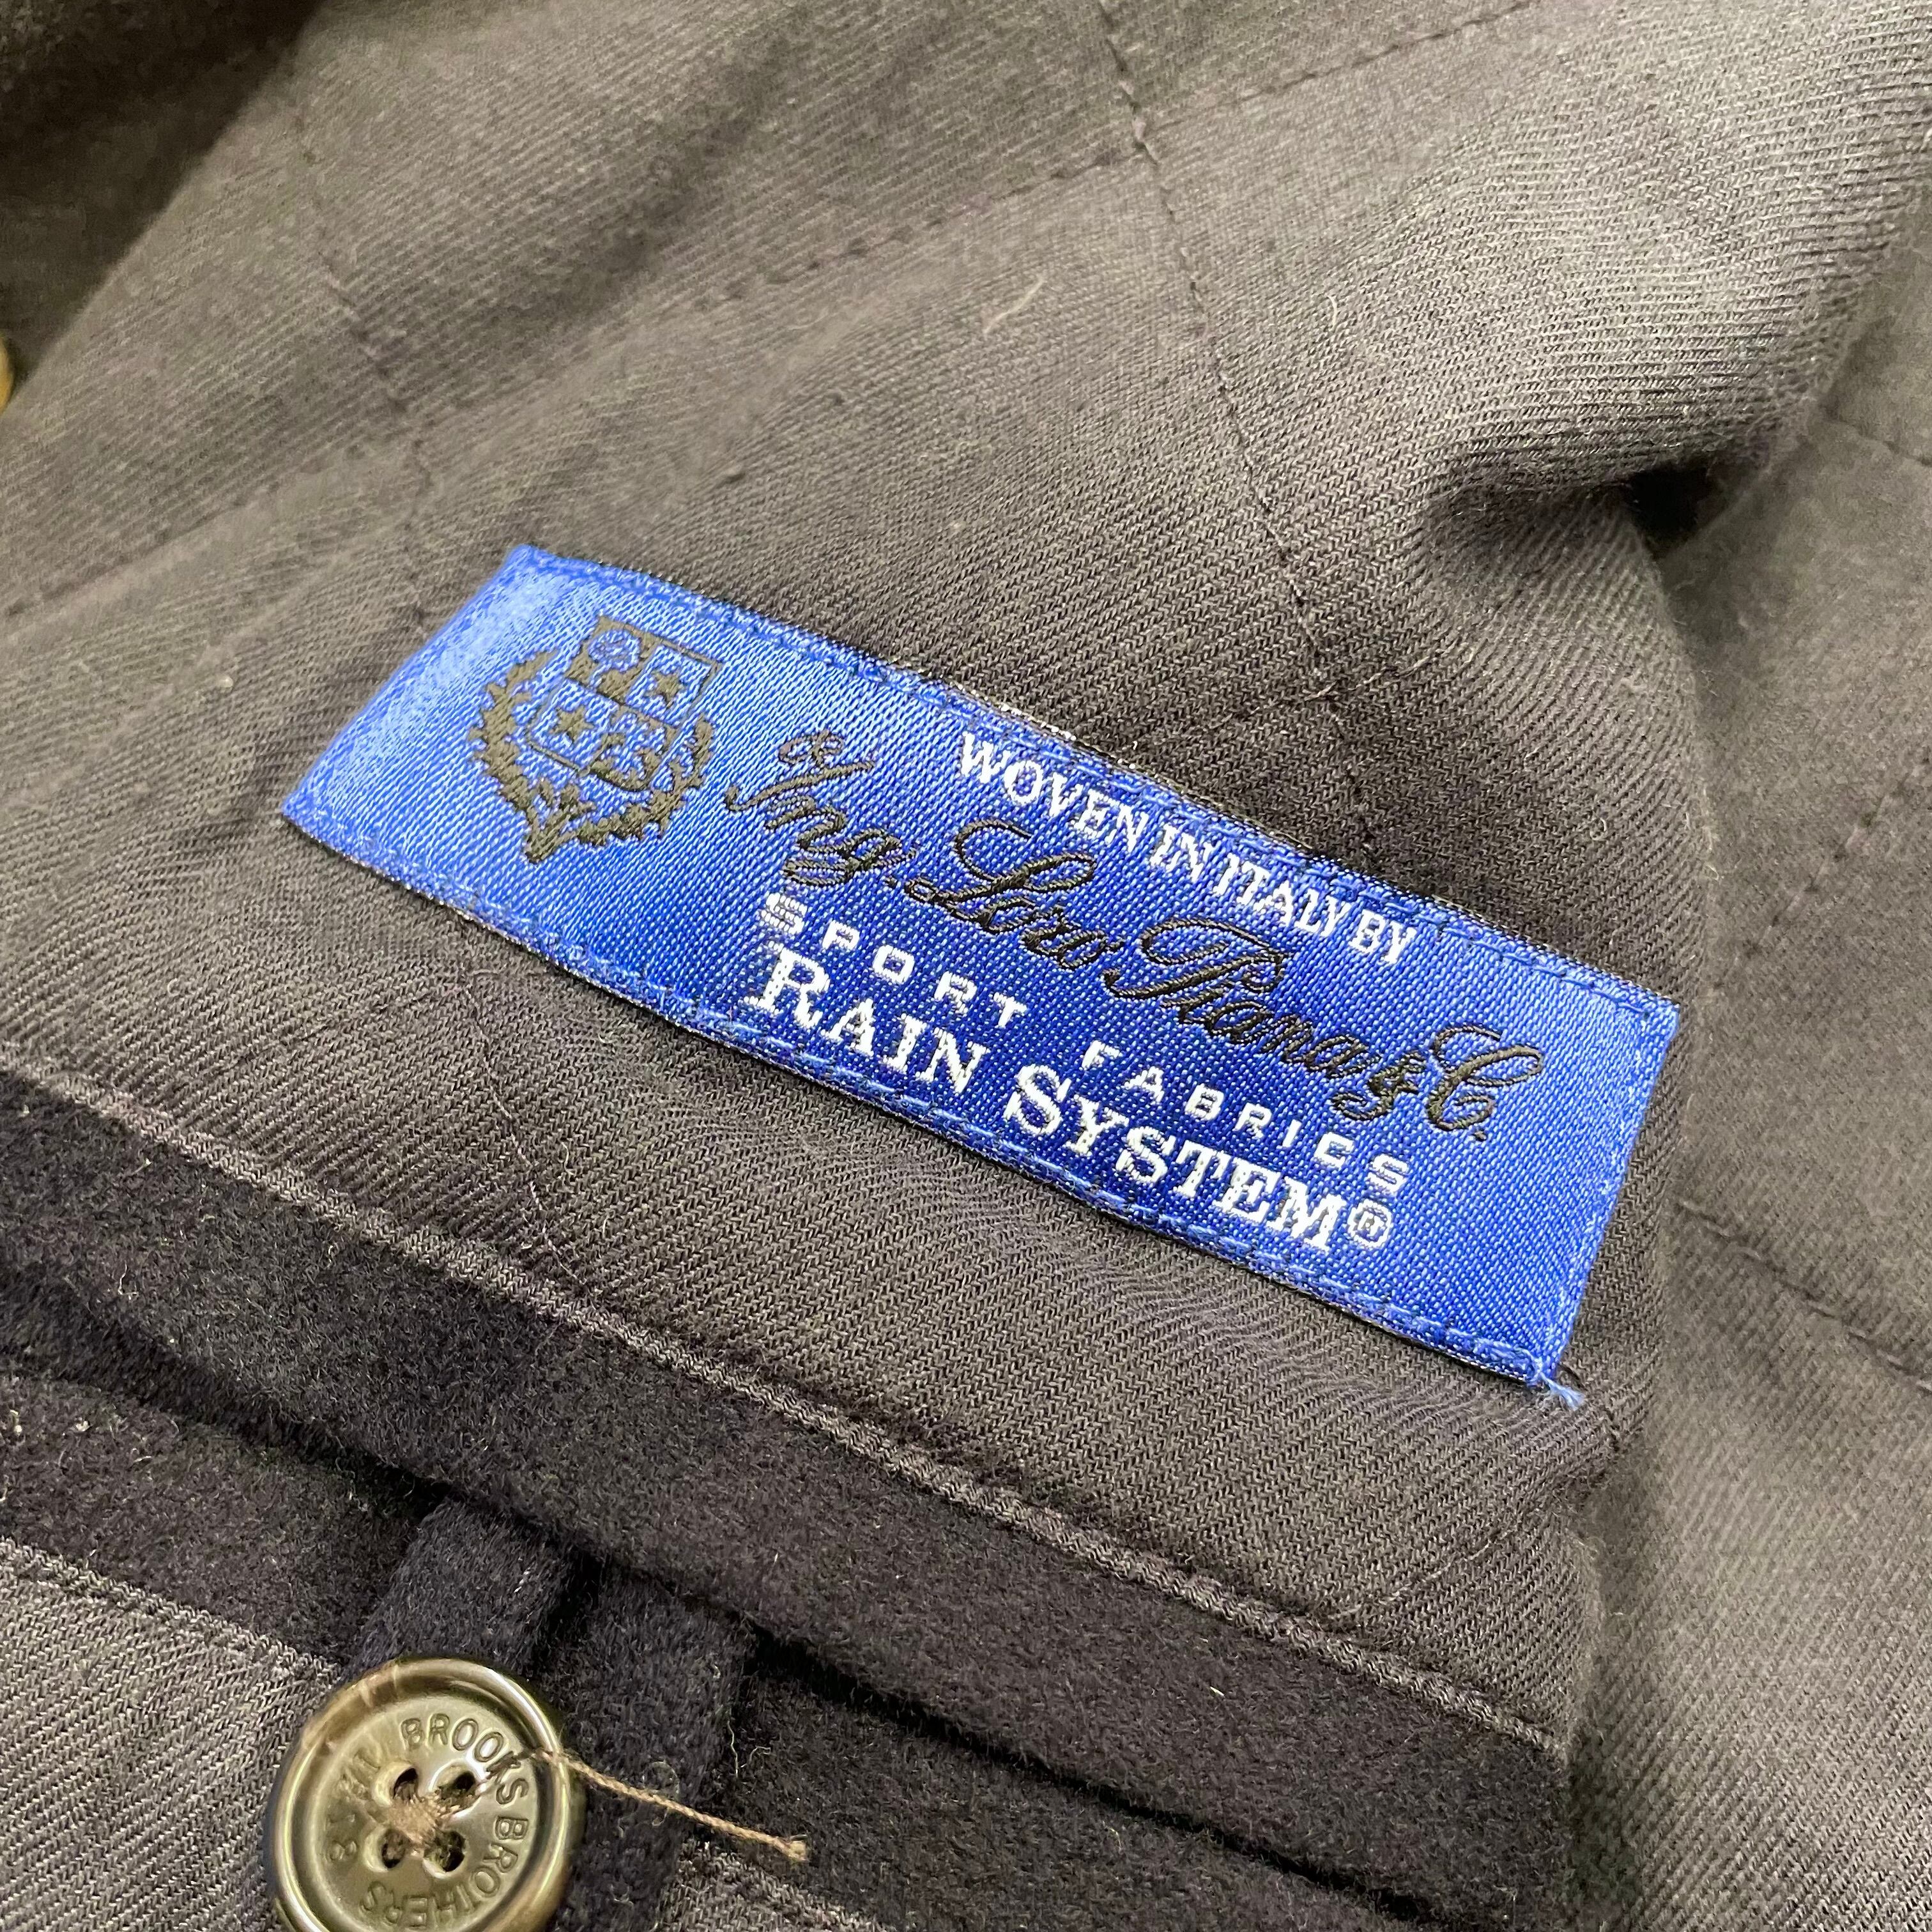 WOVEN IN ITALY BY
Ing. Loro Piana & C.
SPORT FABRICS
RAIN SYSTEM®
BROOKS BROTHERS